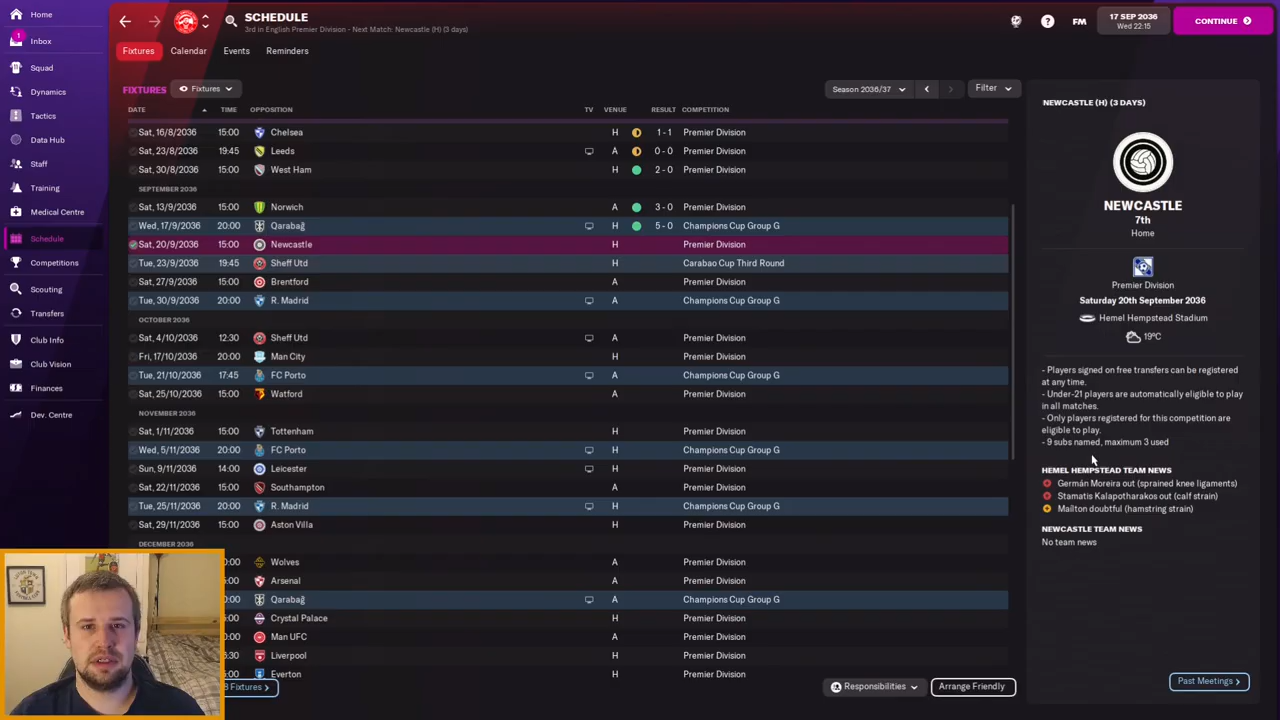 Home
SCHEDULE
3rd in English Premier Division - Next Match: Newcastle (H) (3 days)
FM
17 SEP 2036
Wed 22:15
CONTINUE
1
Inbox
Squad
Dynamics
Tactics
Data Hub
Staff
Training
Medical Centre
Schedule
Competitions
Scouting
Transfers
Club Info
Club Vision
Finances
Dev. Centre
Fixtures Calendar Events Reminders
FIXTURES Fixtures
Season 2036/37 Filter
DATE TIME OPPOSITION TV VENUE RESULT COMPETITION
Sat, 16/8/2036 15:00 Chelsea H 1 - 1 Premier Division
Sat, 23/8/2036 19:45 Leeds A 0 - 0 Premier Division
Sat, 30/8/2036 15:00 West Ham H 2 - 0 Premier Division
SEPTEMBER 2036
Sat, 13/9/2036 15:00 Norwich A 3 - 0 Premier Division
Wed, 17/9/2036 20:00 Qarabağ H 5 - 0 Champions Cup Group G
Sat, 20/9/2036 15:00 Newcastle H Premier Division
Tue, 23/9/2036 19:45 Sheff Utd H Carabao Cup Third Round
Sat, 27/9/2036 15:00 Brentford A Premier Division
Tue, 30/9/2036 20:00 R. Madrid A Champions Cup Group G
OCTOBER 2036
Sat, 4/10/2036 12:30 Sheff Utd A Premier Division
Fri, 17/10/2036 20:00 Man City H Premier Division
Tue, 21/10/2036 17:45 FC Porto A Champions Cup Group G
Sat, 25/10/2036 15:00 Watford A Premier Division
NOVEMBER 2036
Sat, 1/11/2036 15:00 Tottenham H Premier Division
Wed, 5/11/2036 20:00 FC Porto H Champions Cup Group G
Sun, 9/11/2036 14:00 Leicester H Premier Division
Sat, 22/11/2036 15:00 Southampton H Premier Division
Tue, 25/11/2036 20:00 R. Madrid H Champions Cup Group G
Sat, 29/11/2036 15:00 Aston Villa H Premier Division
DECEMBER 2036
Wolves A Premier Division
Arsenal A Premier Division
Qarabağ A Champions Cup Group G
Crystal Palace H Premier Division
Man UFC A Premier Division
Liverpool H Premier Division
Everton H Premier Division
Fixtures
Responsibilities
Arrange Friendly
NEWCASTLE (H) (3 DAYS)
NEWCASTLE
7th
Home
Premier Division
Saturday 20th September 2036
Hemel Hempstead Stadium
19°C
- Players signed on free transfers can be registered
at any time.
- Under-21 players are automatically eligible to play
in all matches.
- Only players registered for this competition are
eligible to play.
- 9 subs named, maximum 3 used
HEMEL HEMPSTEAD TEAM NEWS
Germán Moreira out (sprained knee ligaments)
Stamatis Kalapotharakos out (calf strain)
Maílton doubtful (hamstring strain)
NEWCASTLE TEAM NEWS
No team news
Past Meetings